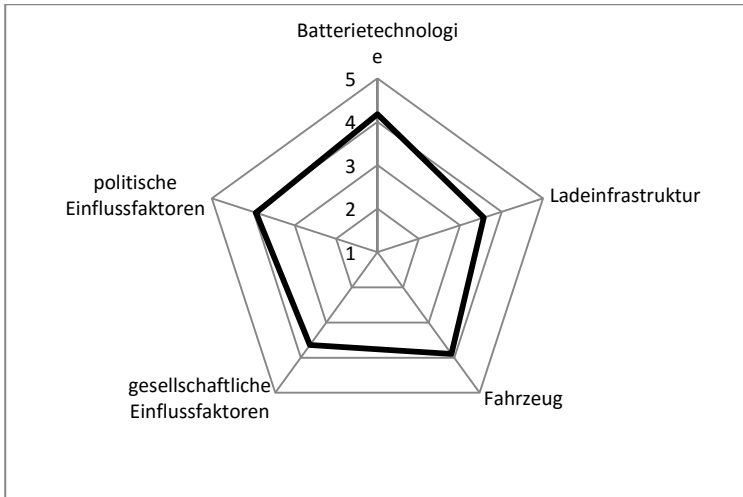 Batterietechnologi
e
5
4
3
2
1
Ladeinfrastruktur
Fahrzeug
gesellschaftliche
Einflussfaktoren
politische
Einflussfaktoren